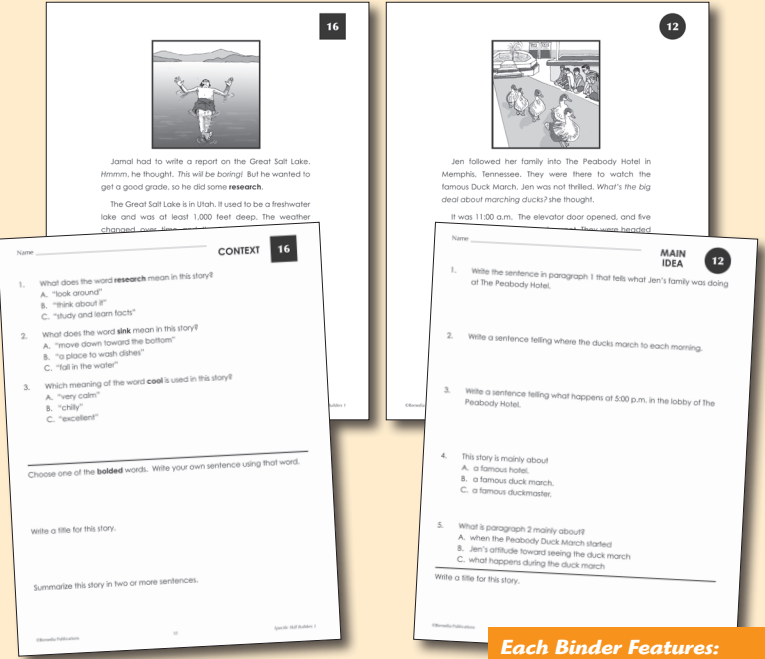 16
Jamal had to write a report on the Great Salt Lake.
Hmmm, he thought. This will be boring! But he wanted to
get a good grade, so he did some research.
The Great Salt Lake is in Utah. It used to be a freshwater
lake and was at least 1,000 feet deep. The weather
changed over time
12
Jen followed her family into The Peabody Hotel in
Memphis, Tennessee. They were there to watch the
famous Duck March. Jen was not thrilled. What's the big
deal about marching ducks? she thought.
It was 11:00 a.m. The elevator door opened, and five
They were headed
Name
CONTEXT
16
1. What does the word research mean in this story?
A. "look around"
B. "think about it"
C. "study and learn facts"
2. What does the word sink mean in this story?
A. "move down toward the bottom"
B. "a place to wash dishes"
C. "fall in the water"
3. Which meaning of the word cool is used in this story?
A. "very calm"
B. "chilly"
C. "excellent"
Choose one of the bolded words. Write your own sentence using that word.
Write a title for this story.
Summarize this story in two or more sentences.
©Remedia Publications
Specific Skill Builders 1
Name
MAIN
IDEA
12
1. Write the sentence in paragraph 1 that tells what Jen's family was doing
at The Peabody Hotel.
2. Write a sentence telling where the ducks march to each morning.
3. Write a sentence telling what happens at 5:00 p.m. in the lobby of The
Peabody Hotel.
4. This story is mainly about
A. a famous hotel.
B. a famous duck march.
C. a famous duckmaster.
5. What is paragraph 2 mainly about?
A. when the Peabody Duck March started
B. Jen's attitude toward seeing the duck march
C. what happens during the duck march
Write a title for this story.
©Remedia Publications
Each Binder Features: